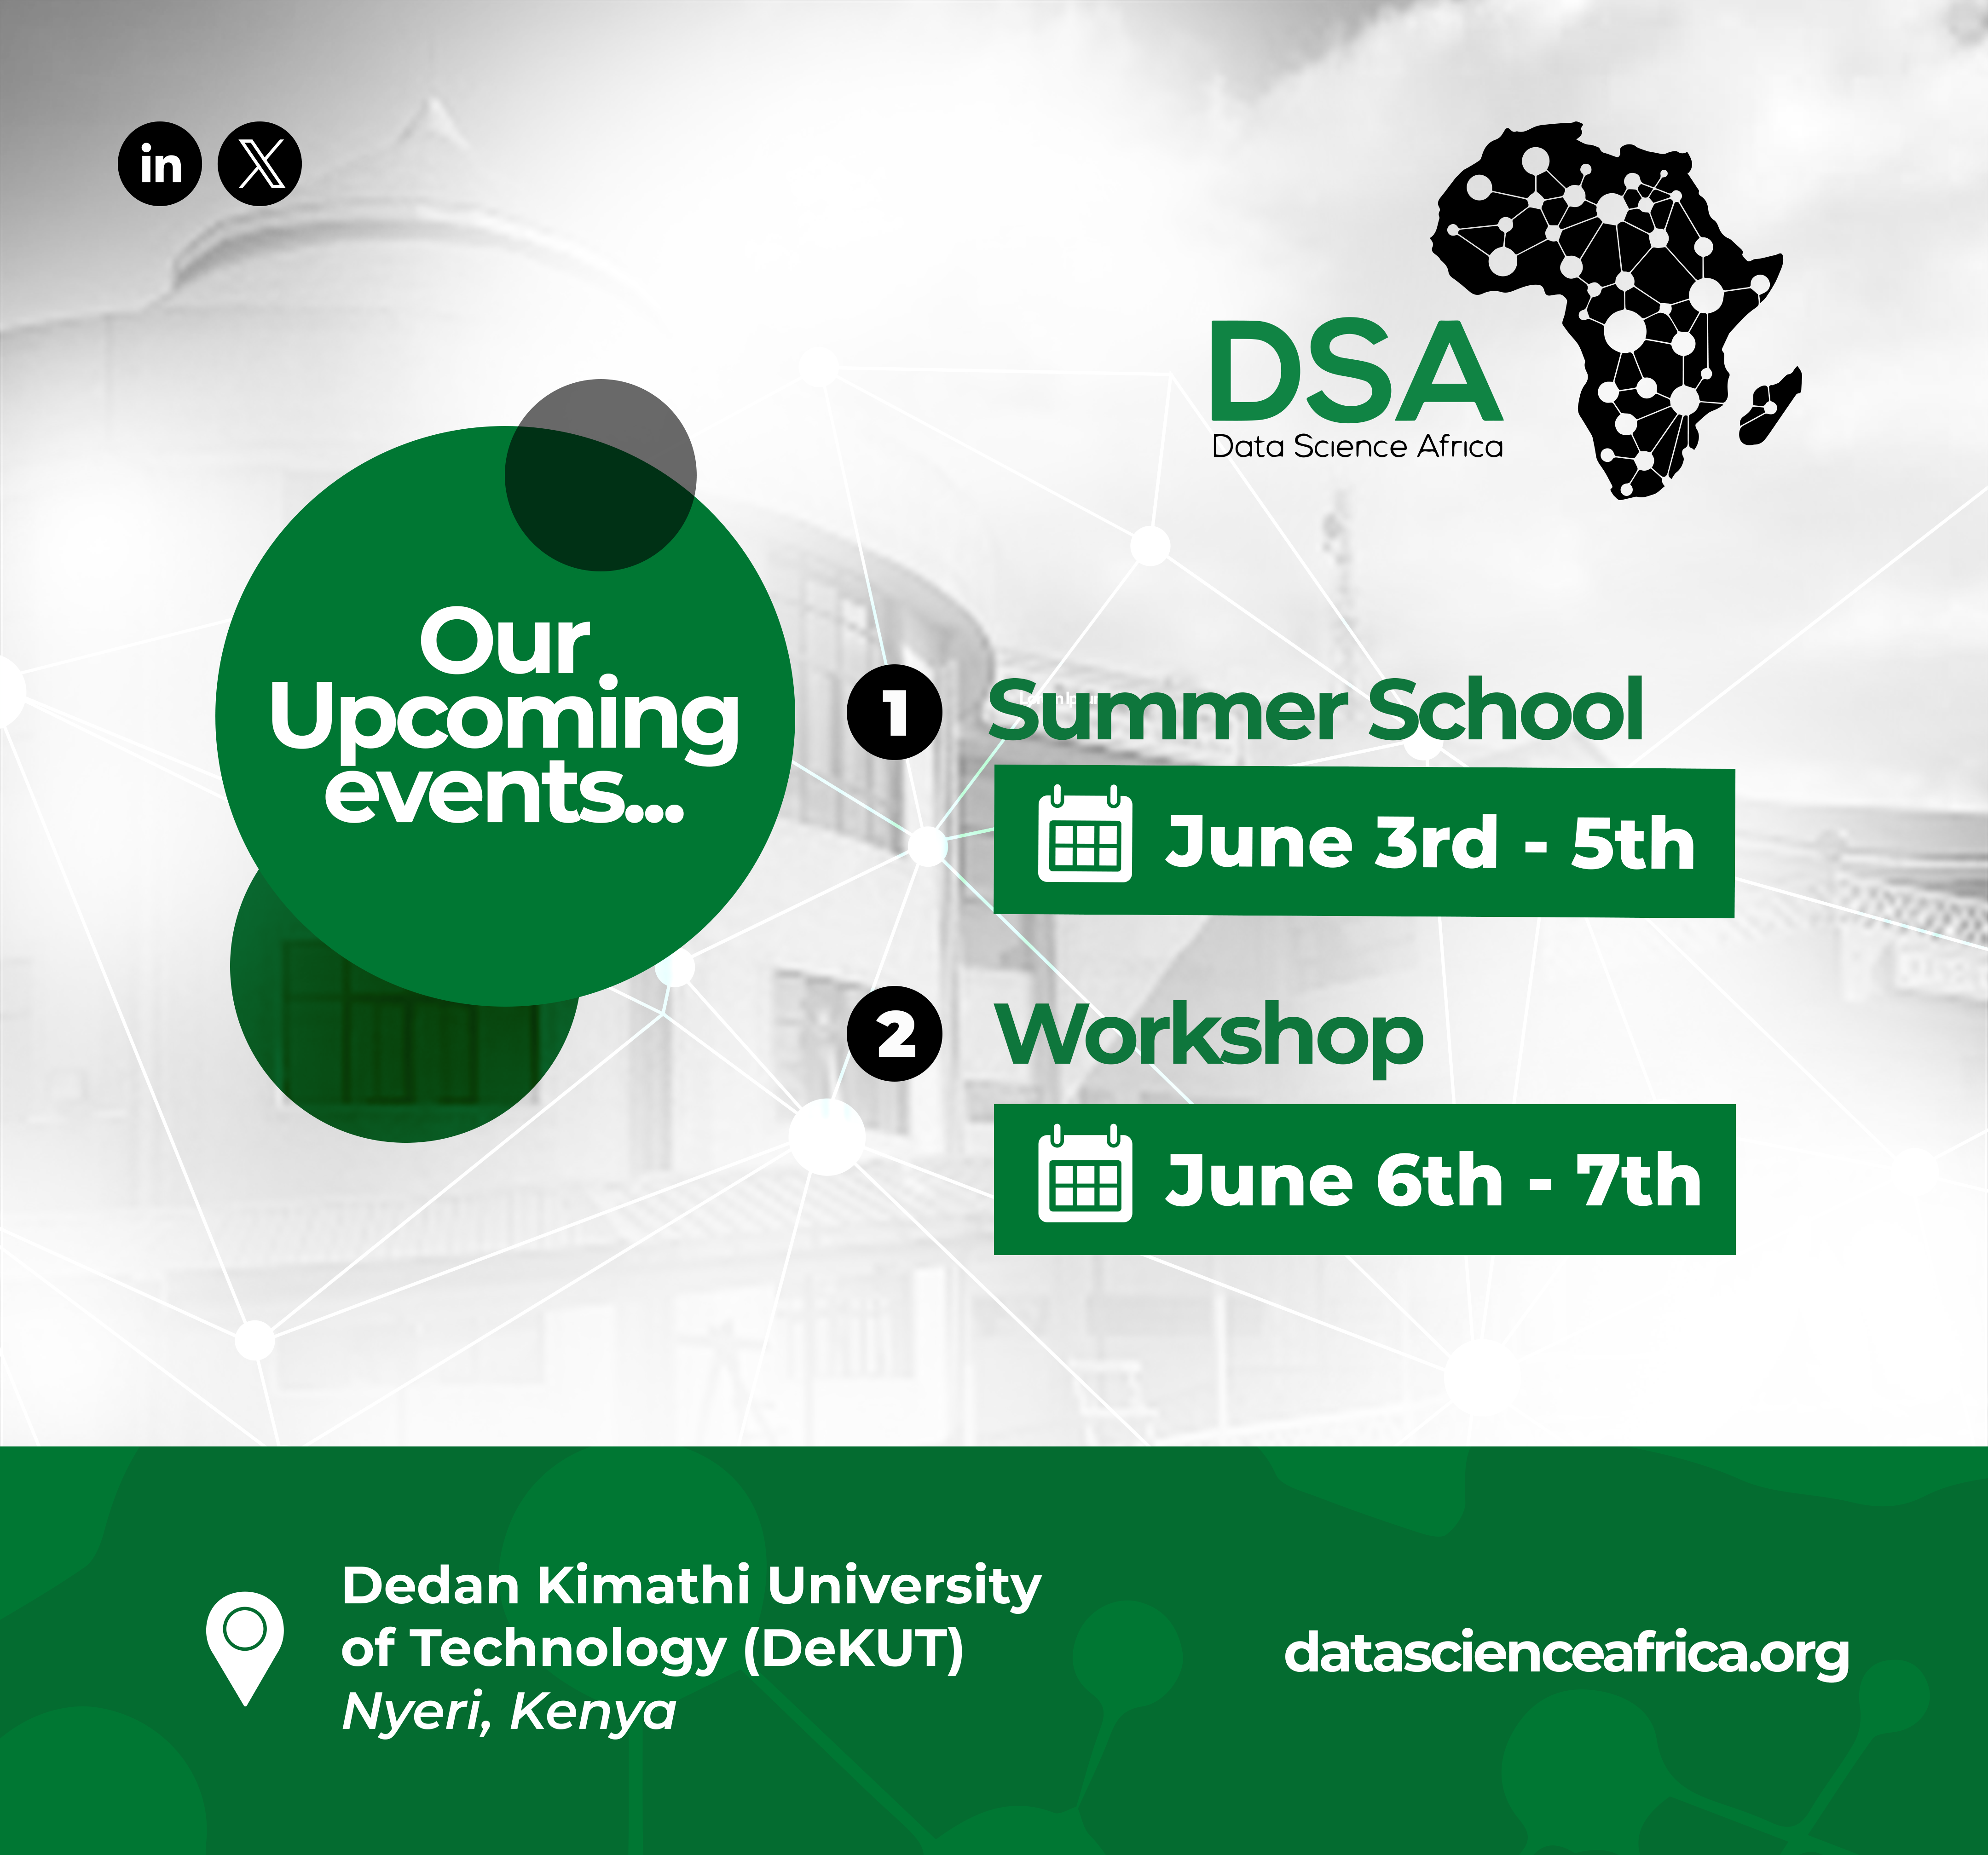 in X
DSA
Data Science Africa
Our
Upcoming
events...
1 Summer School
June 3rd - 5th
2 Workshop
June 6th - 7th
Dedan Kimathi University
of Technology (DeKUT)
Nyeri, Kenya
datascienceafrica.org